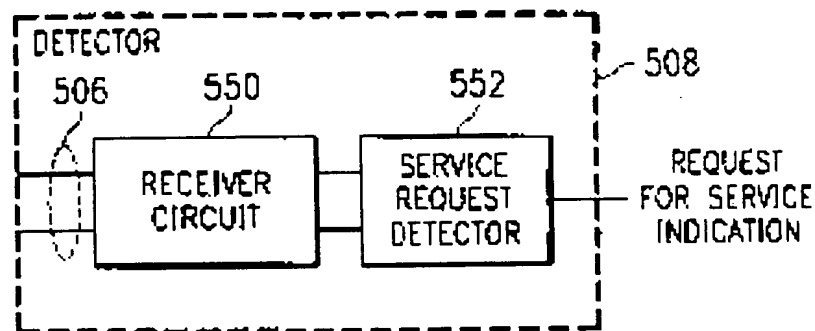 DETECTOR
508
506
550
552
RECEIVER
CIRCUIT
SERVICE
REQUEST
DETECTOR
REQUEST
FOR SERVICE
INDICATION